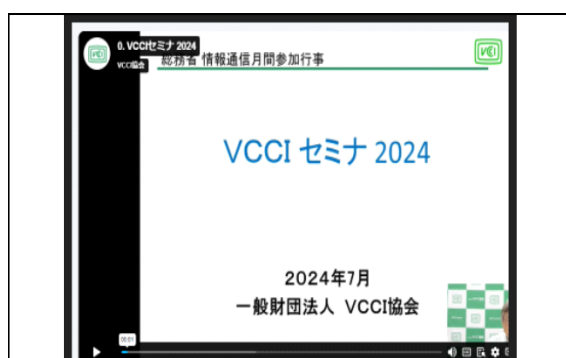 0. VCCIセミナ 2024
VCCI協会
総務省 情報通信月間参加行事
VCCI
VCCI セミナ 2024
2024年7月
一般財団法人 VCCI協会
00:01